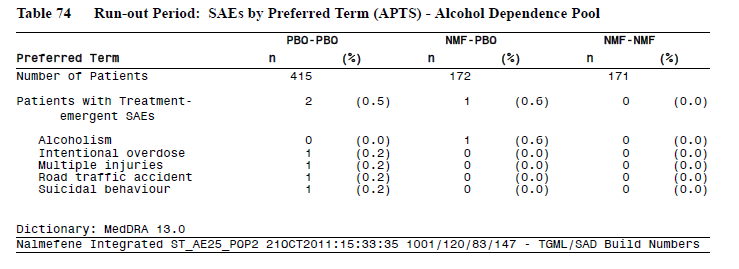 Table 74 Run-out Period: SAEs by Preferred Term (APTS) - Alcohol Dependence Pool
PBO-PBO NMF-PBO NMF-NMF
Preferred Term n (%) n (%) n (%)
Number of Patients 415 172 171
Patients with Treatment- 2 (0.5) 1 (0.6) 0 (0.0)
emergent SAEs
Alcoholism 0 (0.0) 1 (0.6) 0 (0.0)
Intentional overdose 1 (0.2) 0 (0.0) 0 (0.0)
Multiple injuries 1 (0.2) 0 (0.0) 0 (0.0)
Road traffic accident 1 (0.2) 0 (0.0) 0 (0.0)
Suicidal behaviour 1 (0.2) 0 (0.0) 0 (0.0)
Dictionary: MedDRA 13.0
Nalmefene Integrated ST_AE25_POP2 21OCT2011:15:33:35 1001/120/83/147 - TGML/SAD Build Numbers